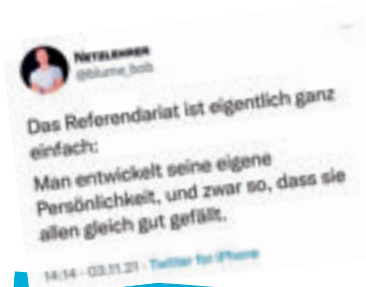 NETZLEHRER
@blume_bob
Das Referendariat ist eigentlich ganz
einfach:
Man entwickelt seine eigene
Persönlichkeit, und zwar so, dass sie
allen gleich gut gefällt.
14:14 · 03.11.21 · Twitter for iPhone